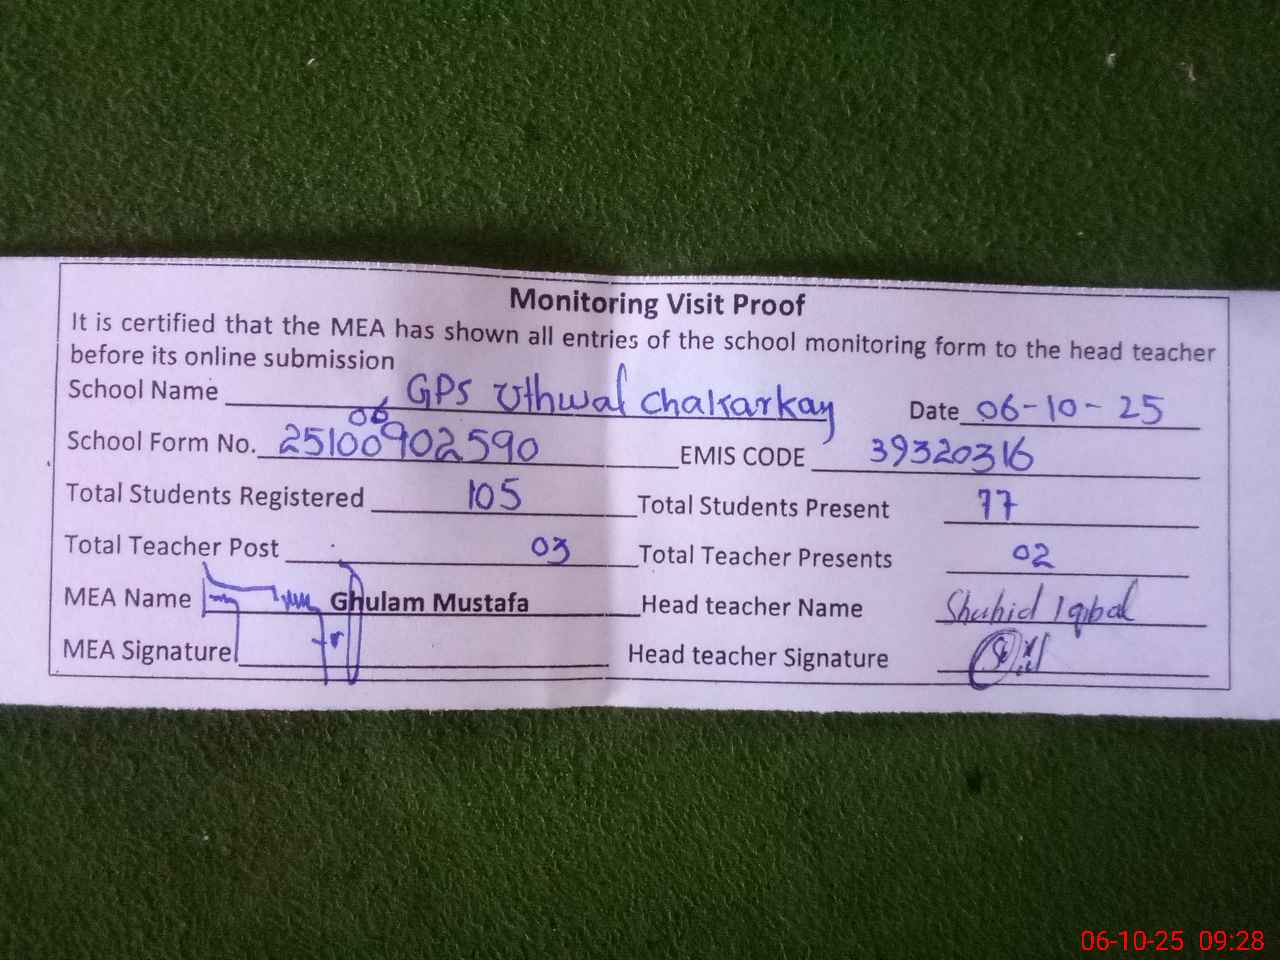 Monitoring Visit Proof
It is certified that the MEA has shown all entries of the school monitoring form to the head teacher
before its online submission
School Name GPS Uthwal Chakarkay Date 06-10-25
06
School Form No. 25100902590 EMIS CODE 39320316
Total Students Registered 105 Total Students Present 77
Total Teacher Post 03 Total Teacher Presents 02
MEA Name Ghulam Mustafa Head teacher Name Shahid Iqbal
MEA Signature Head teacher Signature
06-10-25 09:28